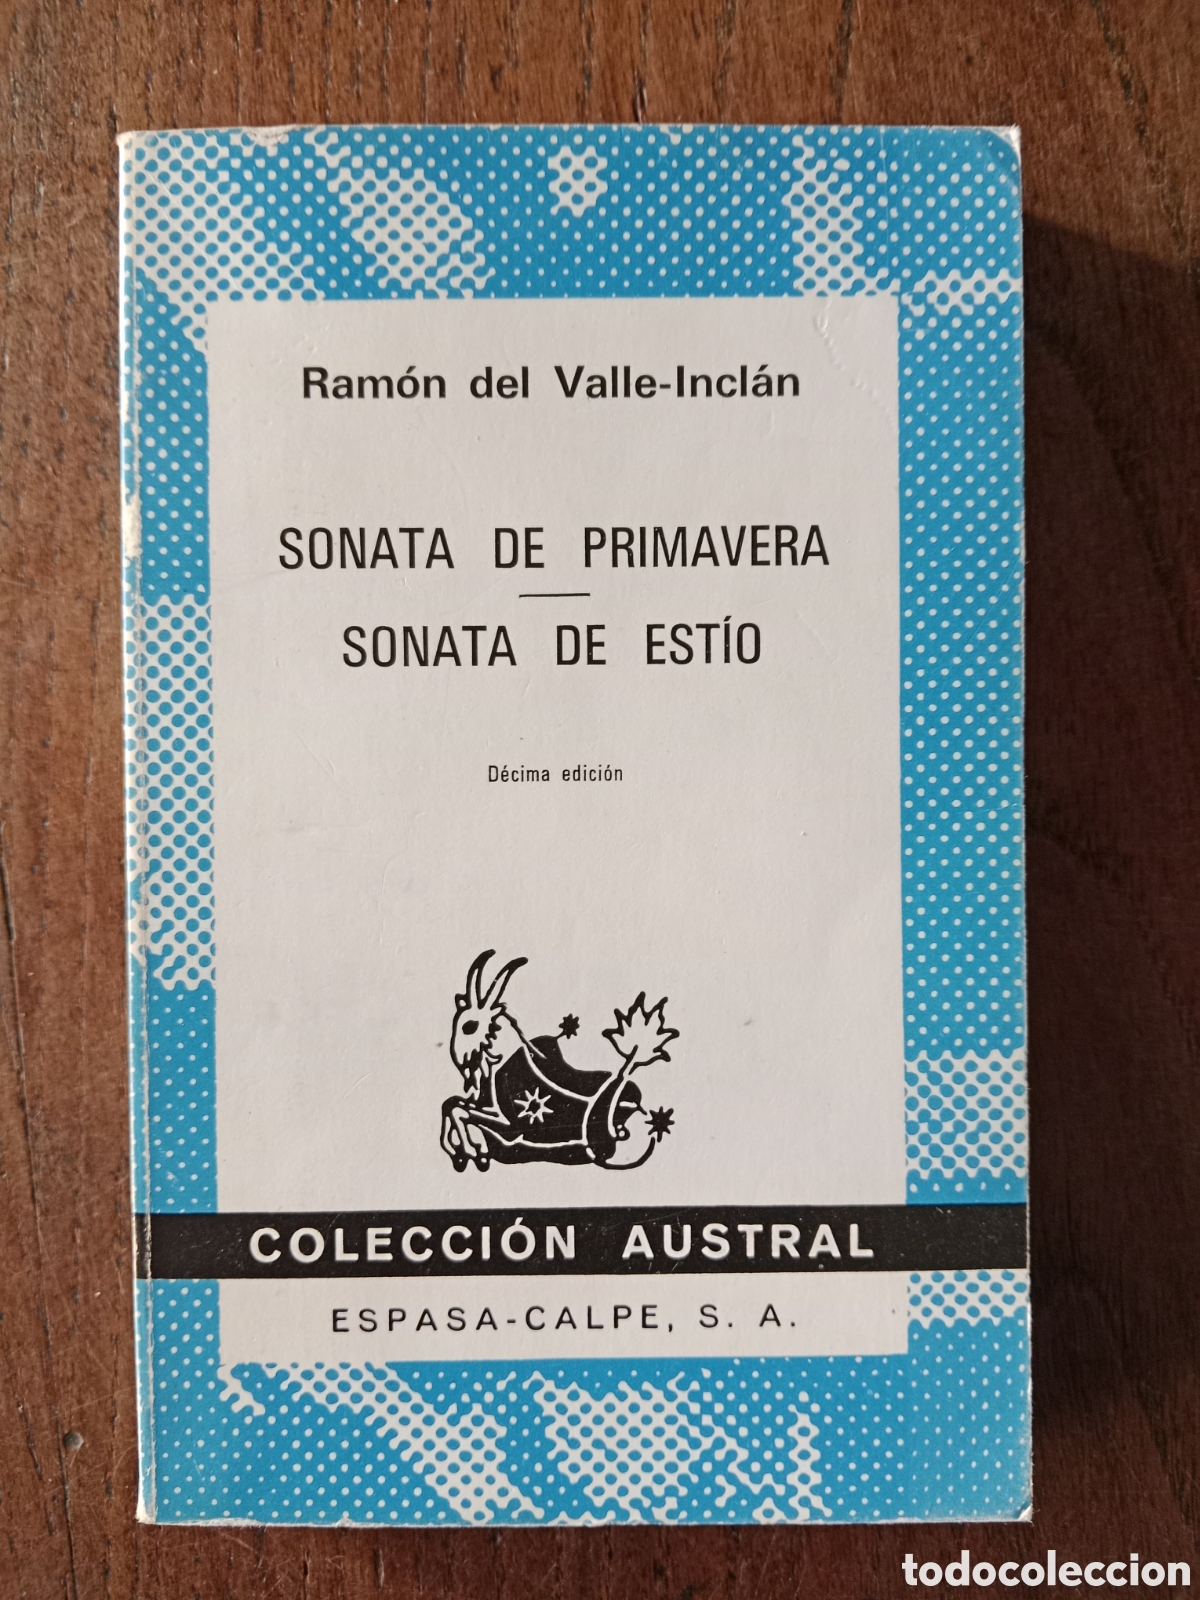 Ramón del Valle-Inclán
SONATA DE PRIMAVERA
SONATA DE ESTÍO
Décima edición
COLECCIÓN AUSTRAL
ESPASA-CALPE, S. A.
todocoleccion